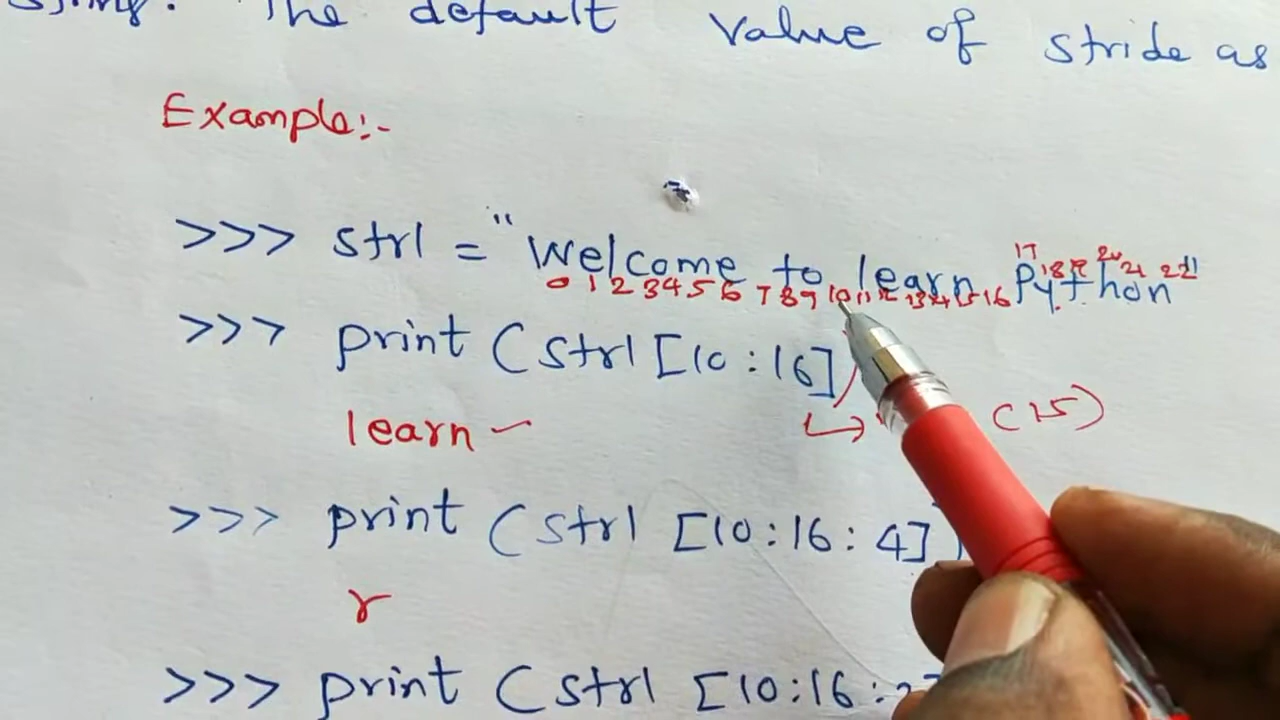 The default value of stride as
Example:-
>>> str1 = "Welcome to learn Python"
0 1 2 3 4 5 6 7 8 9 10 11 12 13 14 15 16 17 18 19 20 21 22
>>> print (str1 [10:16]
learn
(15)
>>> print (str1 [10:16:4])
r
>>> print (str1 [10:16: